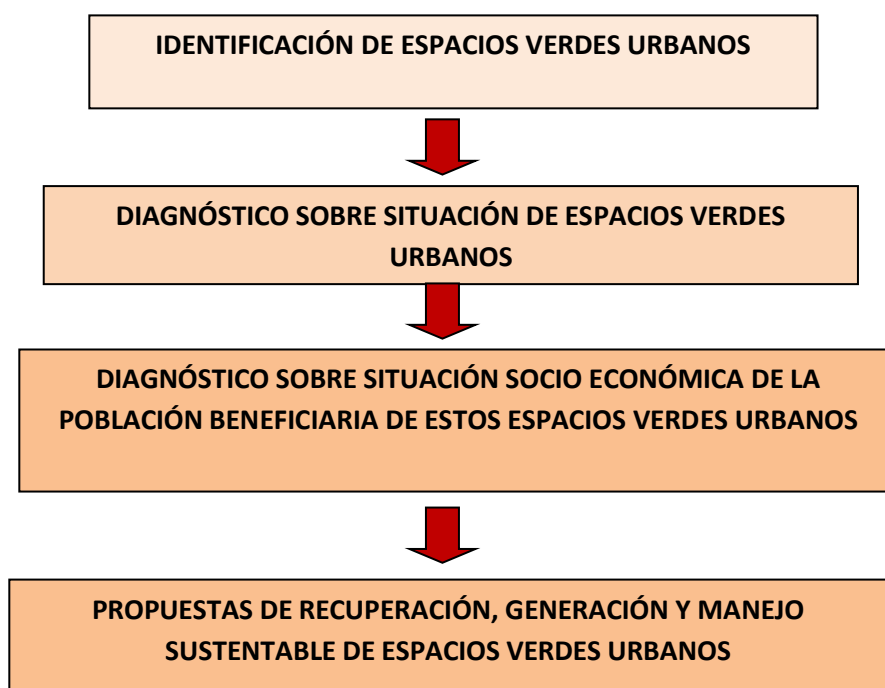 IDENTIFICACIÓN DE ESPACIOS VERDES URBANOS
DIAGNÓSTICO SOBRE SITUACIÓN DE ESPACIOS VERDES
URBANOS
DIAGNÓSTICO SOBRE SITUACIÓN SOCIO ECONÓMICA DE LA
POBLACIÓN BENEFICIARIA DE ESTOS ESPACIOS VERDES URBANOS
PROPUESTAS DE RECUPERACIÓN, GENERACIÓN Y MANEJO
SUSTENTABLE DE ESPACIOS VERDES URBANOS